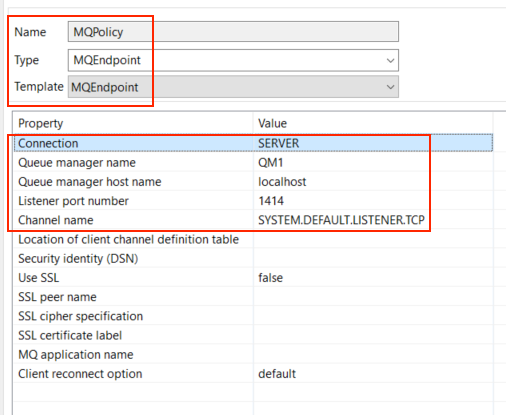 Name MQPolicy
Type MQEndpoint
Template MQEndpoint
Property Value
Connection SERVER
Queue manager name QM1
Queue manager host name localhost
Listener port number 1414
Channel name SYSTEM.DEFAULT.LISTENER.TCP
Location of client channel definition table
Security identity (DSN)
Use SSL false
SSL peer name
SSL cipher specification
SSL certificate label
MQ application name
Client reconnect option default